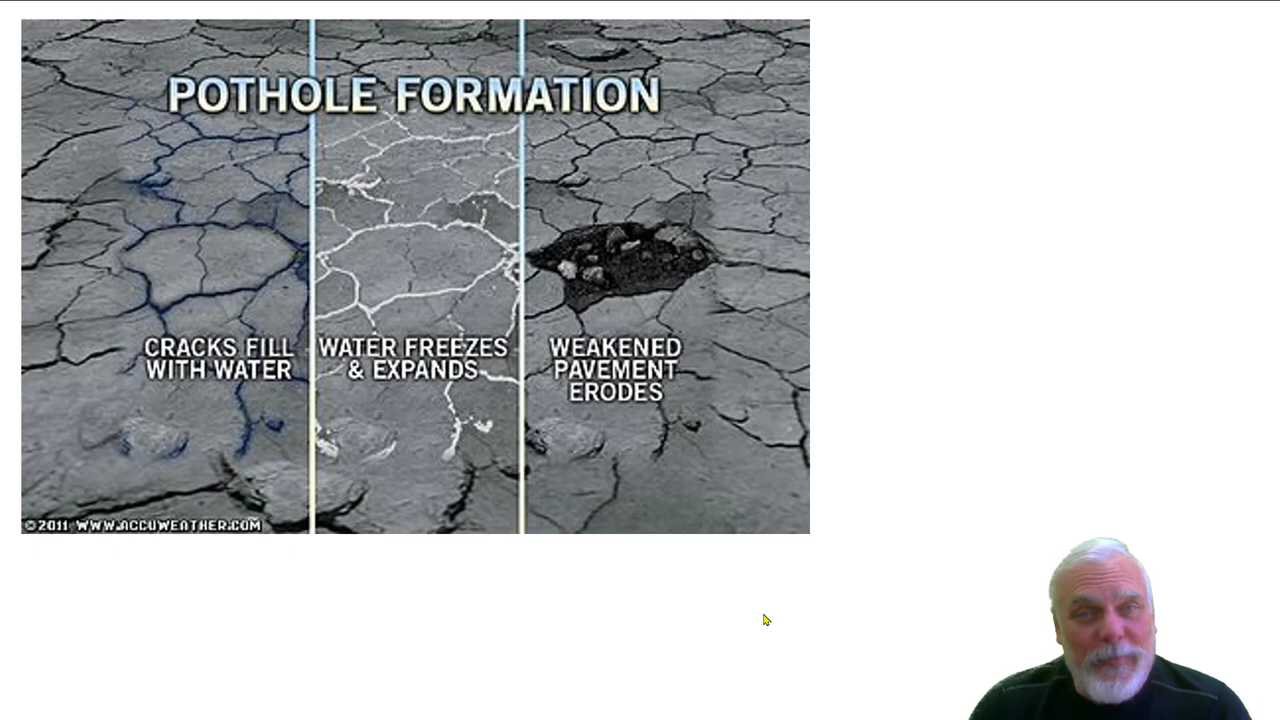 POTHOLE FORMATION
CRACKS FILL
WITH WATER
WATER FREEZES
& EXPANDS
WEAKENED
PAVEMENT
ERODES
© 2011 WWW.ACCUWEATHER.COM